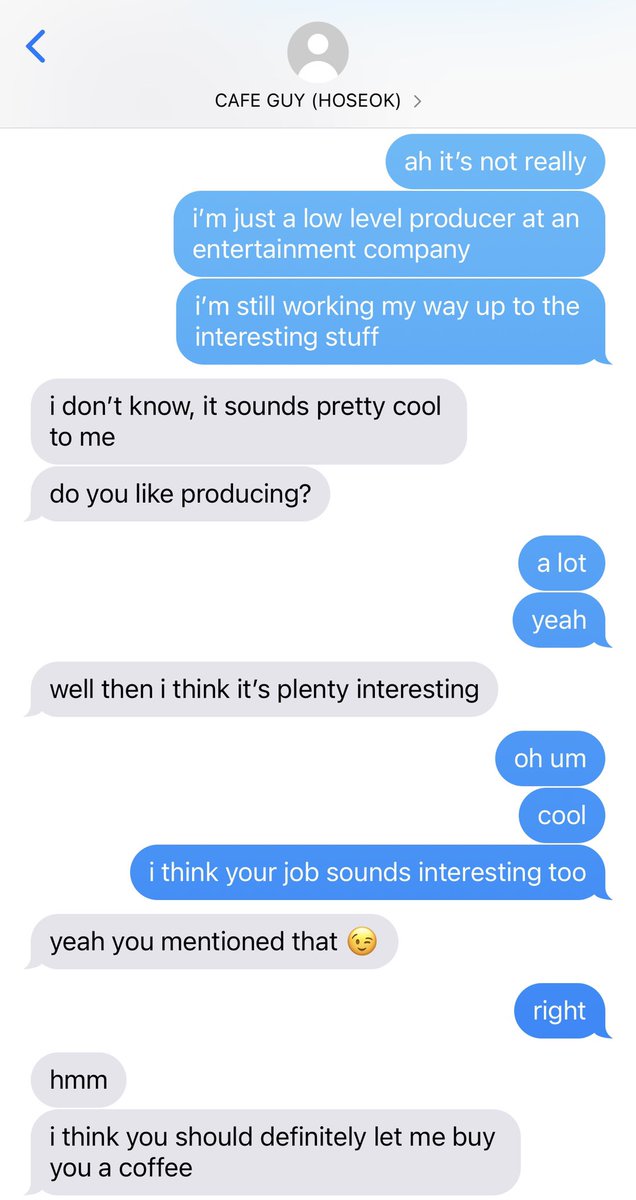 CAFE GUY (HOSEOK)
ah it’s not really
i’m just a low level producer at an
entertainment company
i’m still working my way up to the
interesting stuff
i don’t know, it sounds pretty cool
to me
do you like producing?
a lot
yeah
well then i think it’s plenty interesting
oh um
cool
i think your job sounds interesting too
yeah you mentioned that 😉
right
hmm
i think you should definitely let me buy
you a coffee